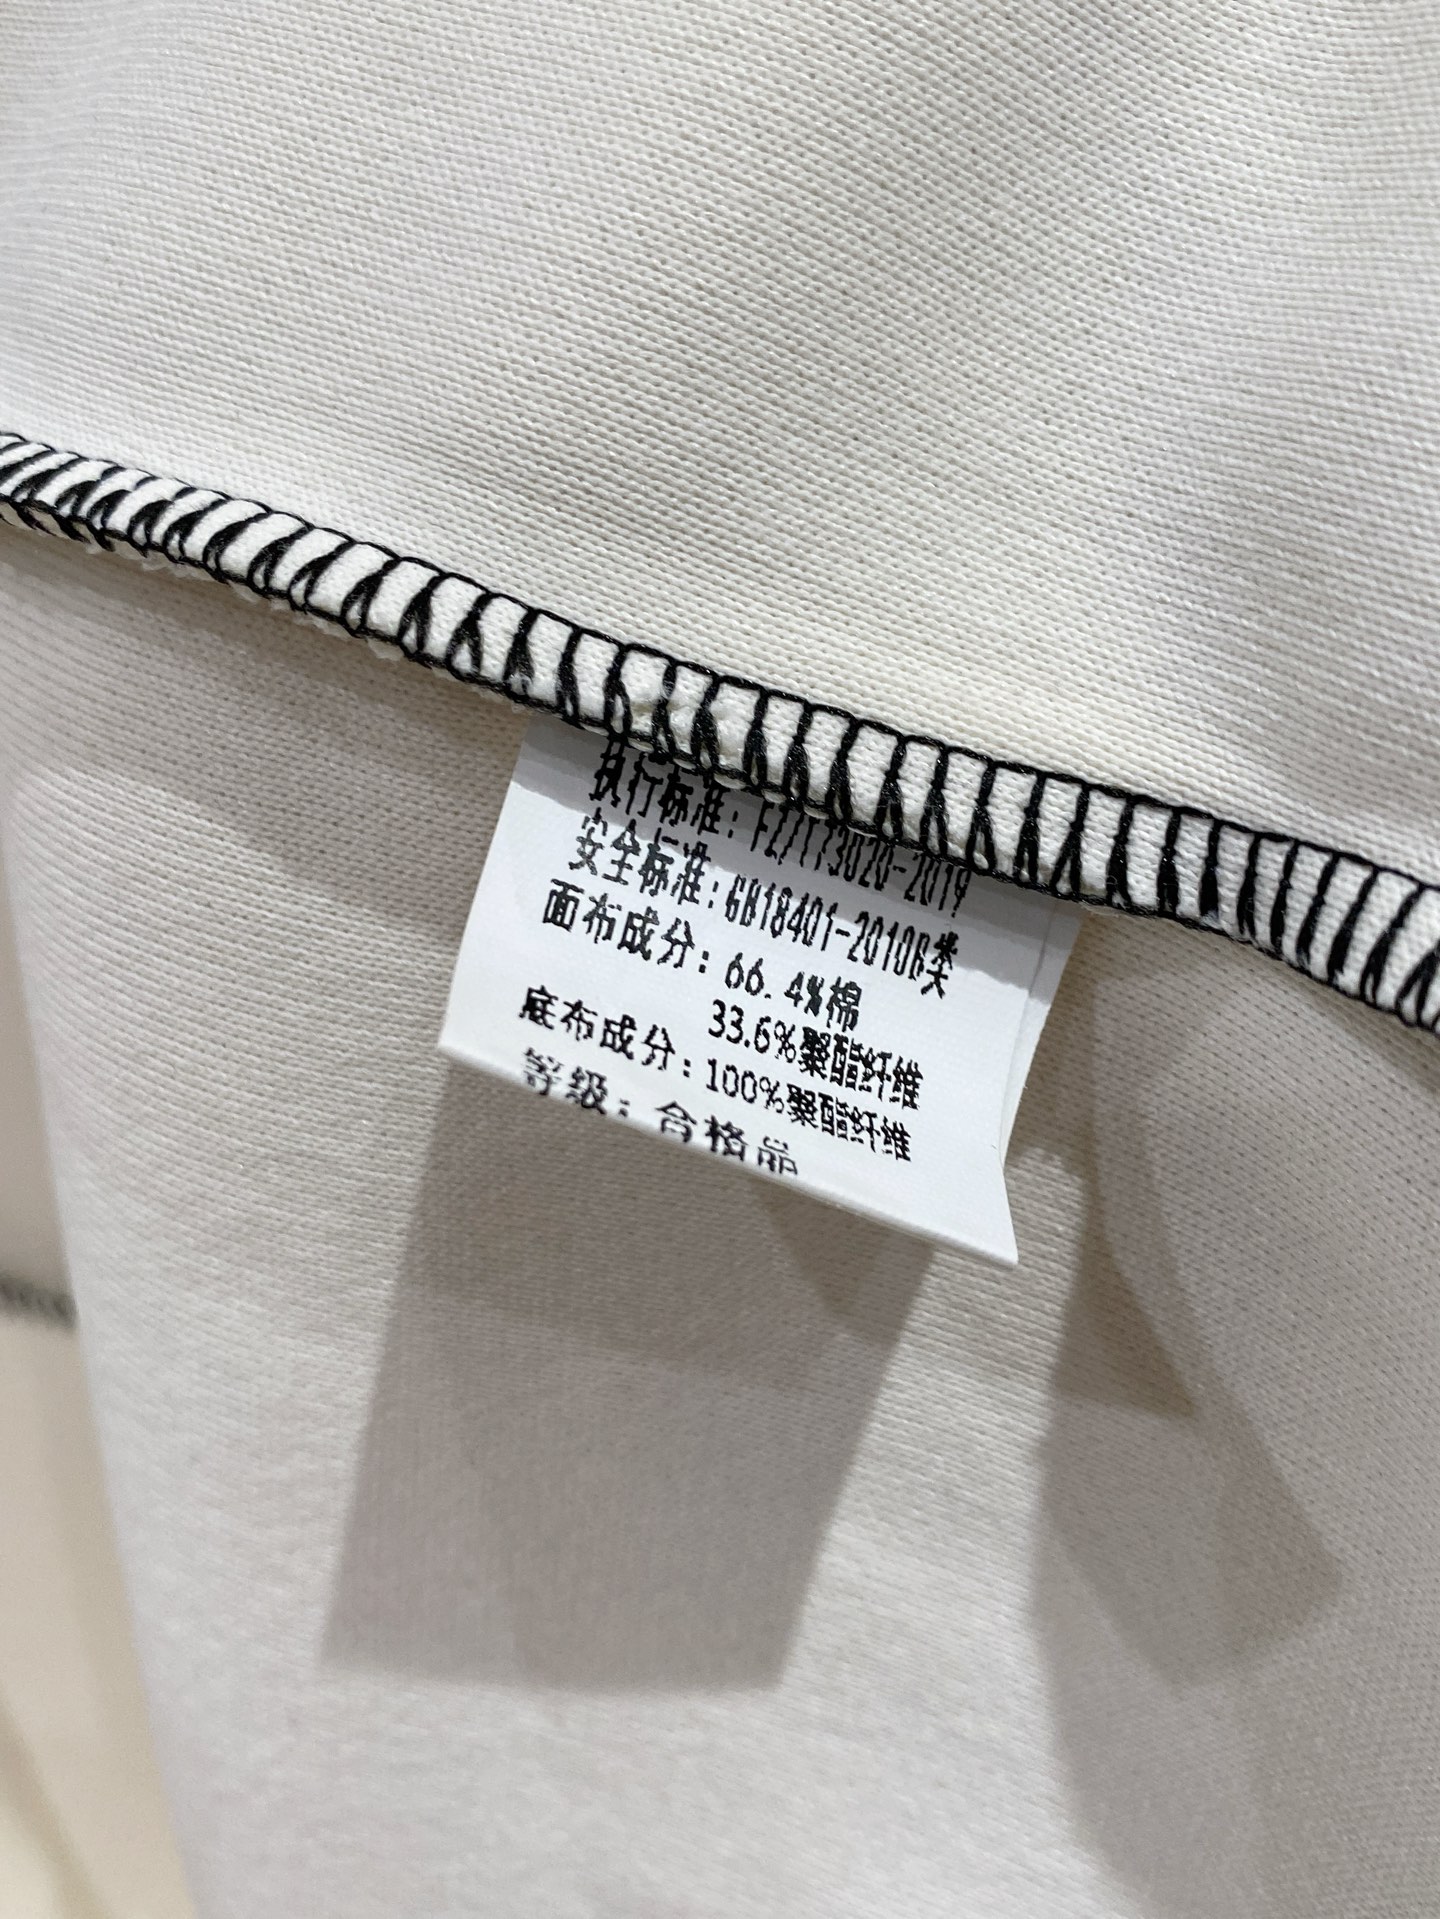 执行标准：FZ/T73020-2019
安全标准：GB18401-2010B类
面布成分：66.4%棉
33.6%聚酯纤维
底布成分：100%聚酯纤维
等级：合格品